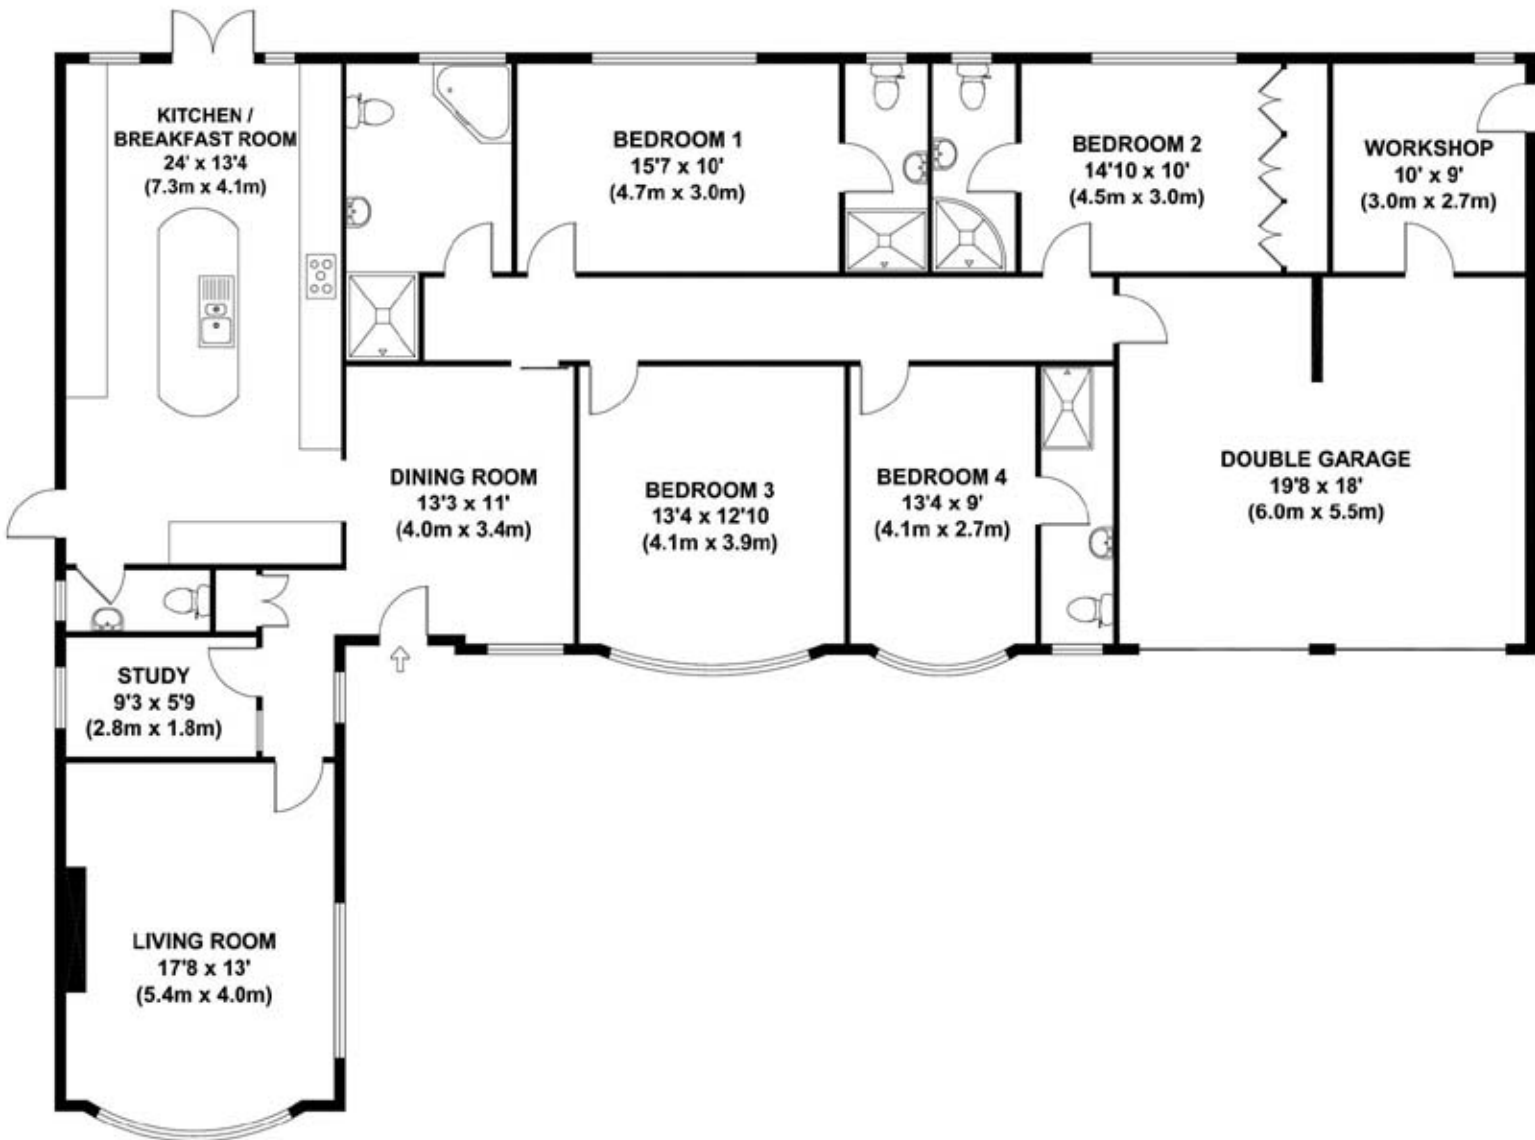 KITCHEN /
BREAKFAST ROOM
24' x 13'4
(7.3m x 4.1m)
BEDROOM 1
15'7 x 10'
(4.7m x 3.0m)
BEDROOM 2
14'10 x 10'
(4.5m x 3.0m)
WORKSHOP
10' x 9'
(3.0m x 2.7m)
DINING ROOM
13'3 x 11'
(4.0m x 3.4m)
BEDROOM 3
13'4 x 12'10
(4.1m x 3.9m)
BEDROOM 4
13'4 x 9'
(4.1m x 2.7m)
DOUBLE GARAGE
19'8 x 18'
(6.0m x 5.5m)
STUDY
9'3 x 5'9
(2.8m x 1.8m)
LIVING ROOM
17'8 x 13'
(5.4m x 4.0m)